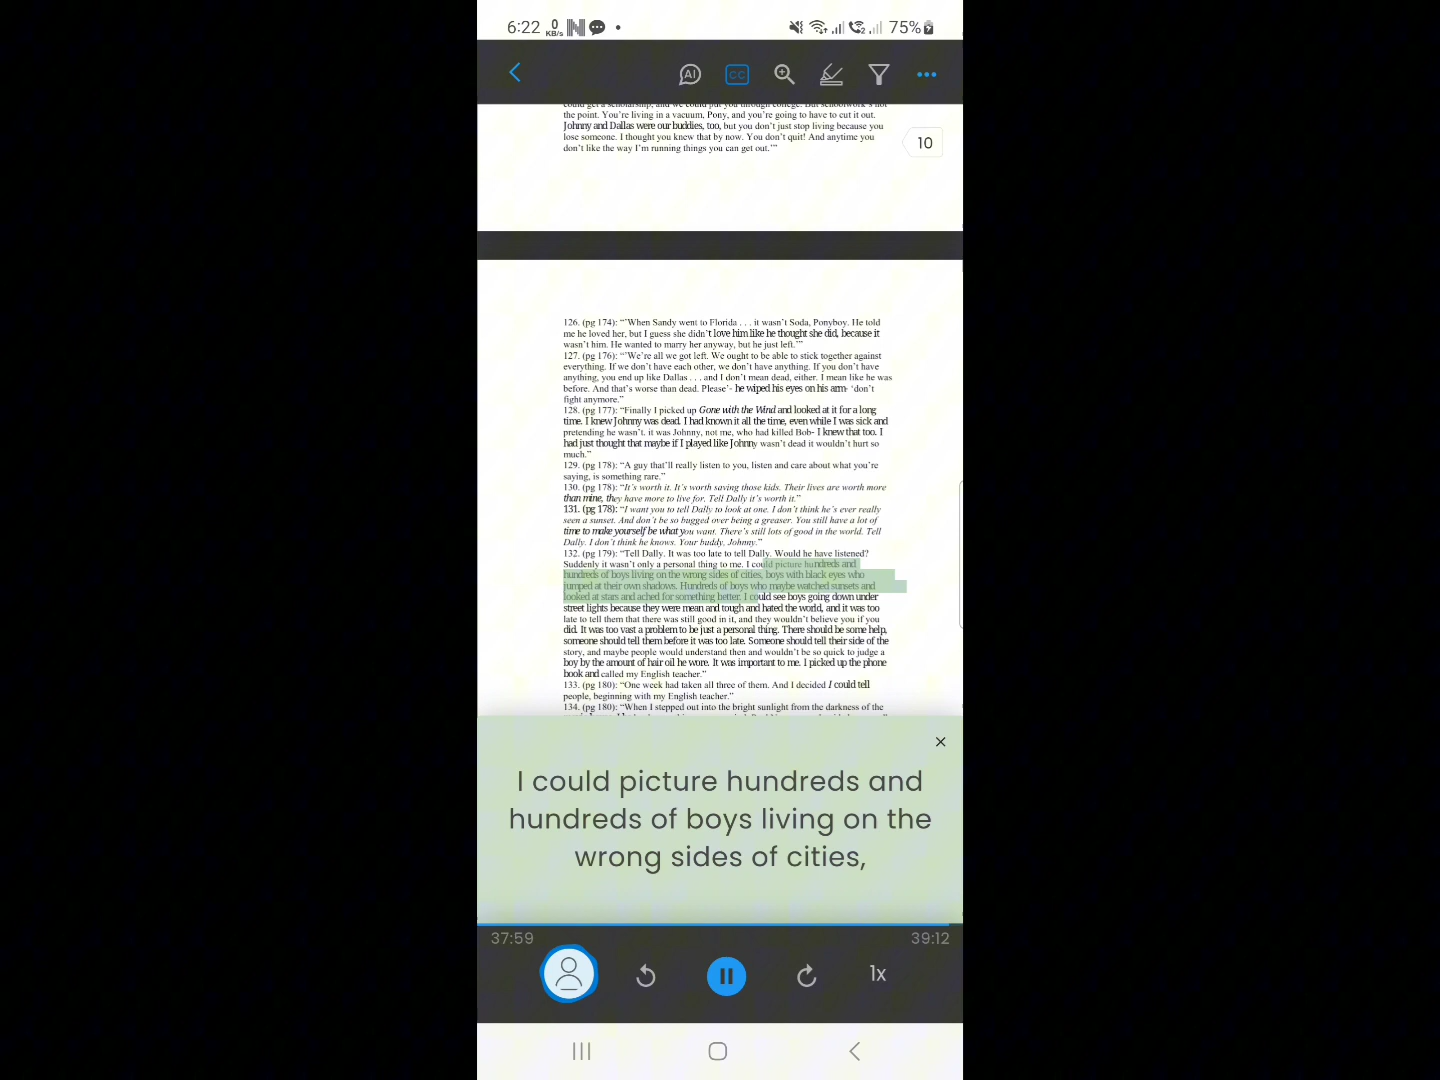 6:22 0 KB/s 75%
AI CC
could get a scholarship, and we could put you through college. But schoolwork's not
the point. You're living in a vacuum, Pony, and you're going to have to cut it out.
Johnny and Dallas were our buddies, too, but you don't just stop living because you
lose someone. I thought you knew that by now. You don't quit! And anytime you
don't like the way I'm running things you can get out.'"
10
126. (pg 174): "'When Sandy went to Florida . . . it wasn't Soda, Ponyboy. He told
me he loved her, but I guess she didn't love him like he thought she did, because it
wasn't him. He wanted to marry her anyway, but he just left.'"
127. (pg 176): "'We're all we got left. We ought to be able to stick together against
everything. If we don't have each other, we don't have anything. If you don't have
anything, you end up like Dallas . . . and I don't mean dead, either. I mean like he was
before. And that's worse than dead. Please'- he wiped his eyes on his arm- 'don't
fight anymore."
128. (pg 177): "Finally I picked up Gone with the Wind and looked at it for a long
time. I knew Johnny was dead. I had known it all the time, even while I was sick and
pretending he wasn't. it was Johnny, not me, who had killed Bob- I knew that too. I
had just thought that maybe if I played like Johnny wasn't dead it wouldn't hurt so
much."
129. (pg 178): "A guy that'll really listen to you, listen and care about what you're
saying, is something rare."
130. (pg 178): "It's worth it. It's worth saving those kids. Their lives are worth more
than mine, they have more to live for. Tell Dally it's worth it."
131. (pg 178): "I want you to tell Dally to look at one. I don't think he's ever really
seen a sunset. And don't be so bugged over being a greaser. You still have a lot of
time to make yourself be what you want. There's still lots of good in the world. Tell
Dally. I don't think he knows. Your buddy, Johnny."
132. (pg 179): "Tell Dally. It was too late to tell Dally. Would he have listened?
Suddenly it wasn't only a personal thing to me. I could picture hundreds and
hundreds of boys living on the wrong sides of cities, boys with black eyes who
jumped at their own shadows. Hundreds of boys who maybe watched sunsets and
looked at stars and ached for something better. I could see boys going down under
street lights because they were mean and tough and hated the world, and it was too
late to tell them that there was still good in it, and they wouldn't believe you if you
did. It was too vast a problem to be just a personal thing. There should be some help,
someone should tell them before it was too late. Someone should tell their side of the
story, and maybe people would understand then and wouldn't be so quick to judge a
boy by the amount of hair oil he wore. It was important to me. I picked up the phone
book and called my English teacher."
133. (pg 180): "One week had taken all three of them. And I decided I could tell
people, beginning with my English teacher."
134. (pg 180): "When I stepped out into the bright sunlight from the darkness of the
I could picture hundreds and
hundreds of boys living on the
wrong sides of cities,
37:59 39:12
1x